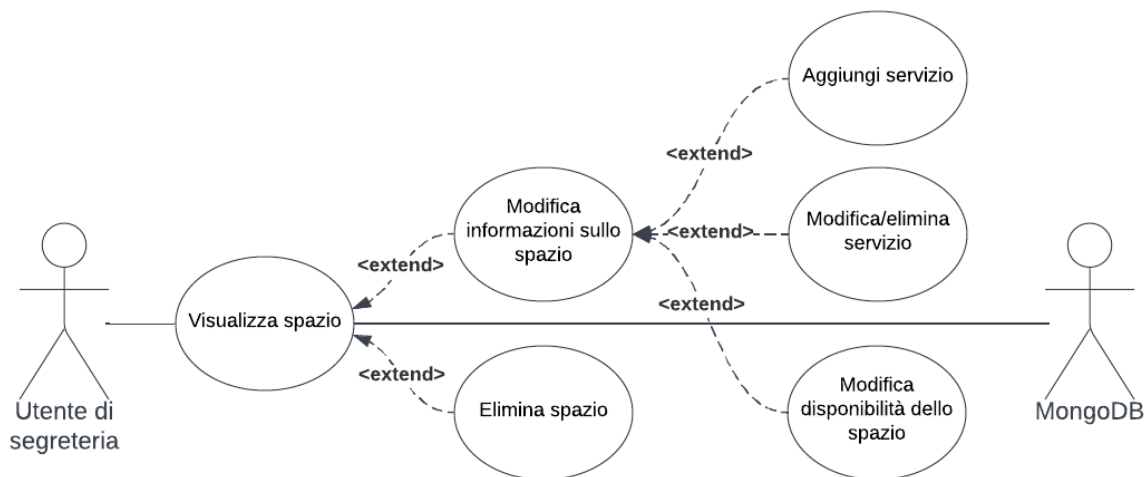 Aggiungi servizio
<extend>
Modifica
informazioni sullo
spazio
<extend>
Modifica/elimina
servizio
<extend>
<extend>
Visualizza spazio
<extend>
Elimina spazio
Modifica
disponibilità dello
spazio
Utente di
segreteria
MongoDB